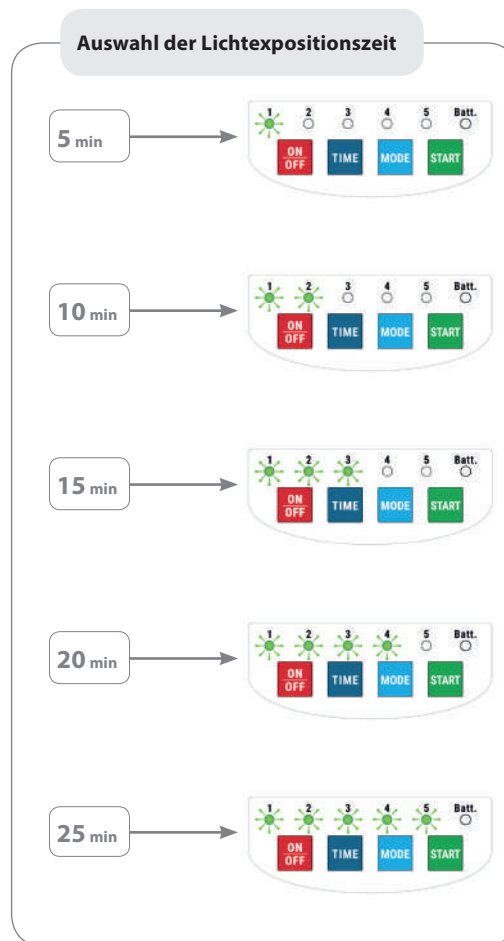 Auswahl der Lichtexpositionszeit
5 min
1 2 3 4 5 Batt.
ON OFF TIME MODE START
10 min
1 2 3 4 5 Batt.
ON OFF TIME MODE START
15 min
1 2 3 4 5 Batt.
ON OFF TIME MODE START
20 min
1 2 3 4 5 Batt.
ON OFF TIME MODE START
25 min
1 2 3 4 5 Batt.
ON OFF TIME MODE START